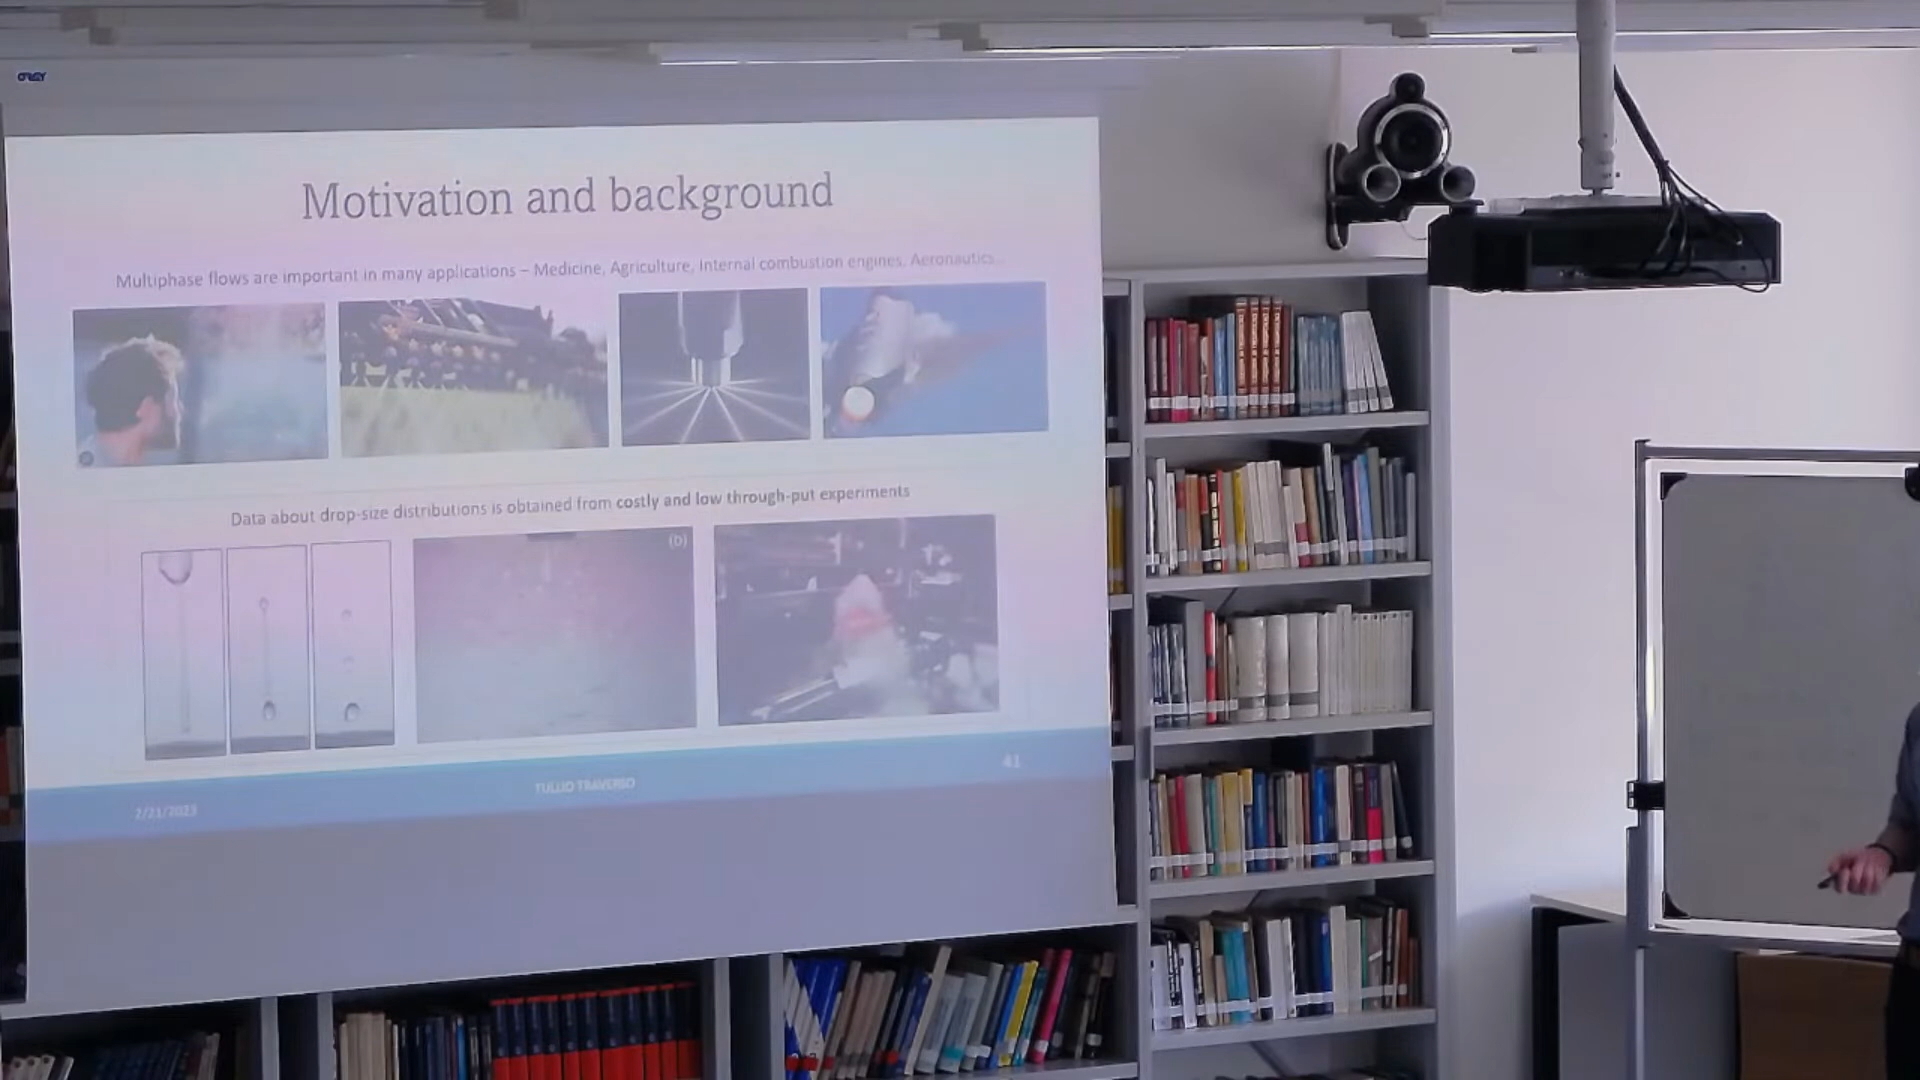 ORAY
Motivation and background
Multiphase flows are important in many applications – Medicine, Agriculture, Internal combustion engines, Aeronautics...
Data about drop-size distributions is obtained from costly and low through-put experiments
(b)
41
TULLIO TRAVERSO
2/21/2023